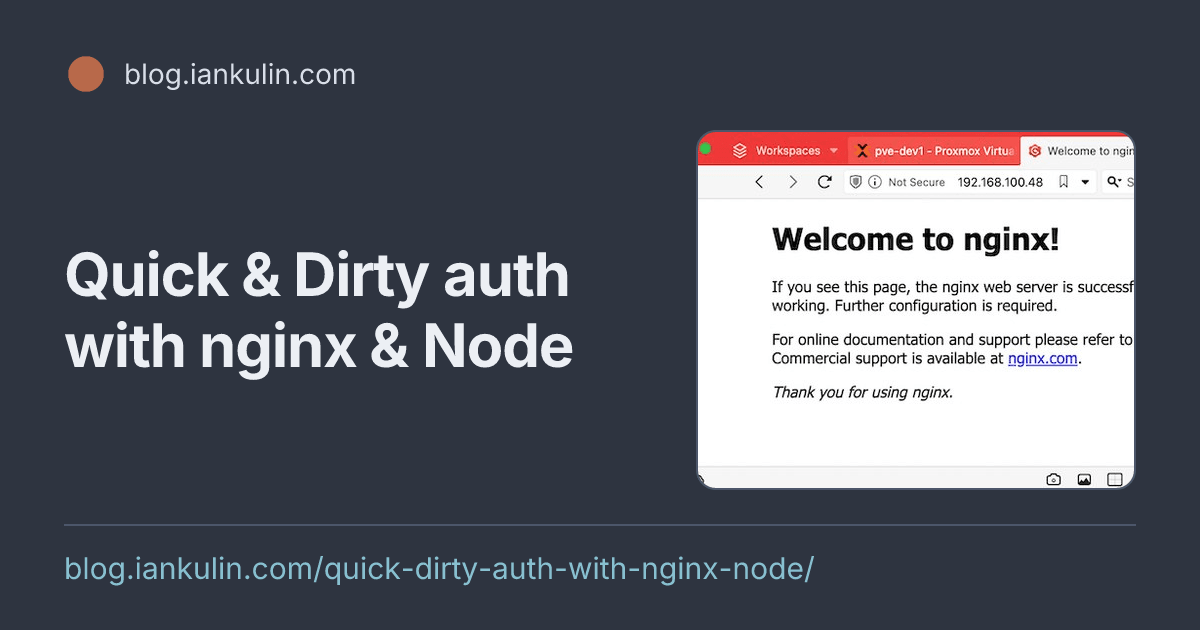 blog.iankulin.com
Quick & Dirty auth
with nginx & Node
Workspaces
pve-dev1 - Proxmox Virtua
Welcome to ngin
Not Secure
192.168.100.48
S
Welcome to nginx!
If you see this page, the nginx web server is successf
working. Further configuration is required.
For online documentation and support please refer to
Commercial support is available at nginx.com.
Thank you for using nginx.
blog.iankulin.com/quick-dirty-auth-with-nginx-node/